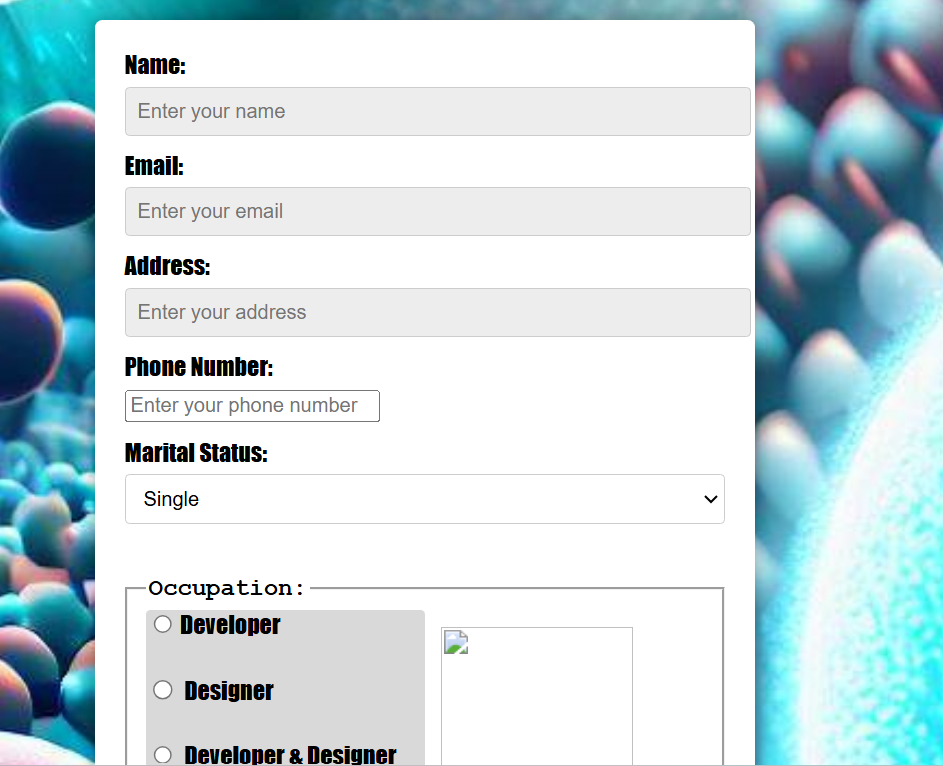 Name:
Enter your name
Email:
Enter your email
Address:
Enter your address
Phone Number:
Enter your phone number
Marital Status:
Single
Occupation:
Developer
Designer
Developer & Designer